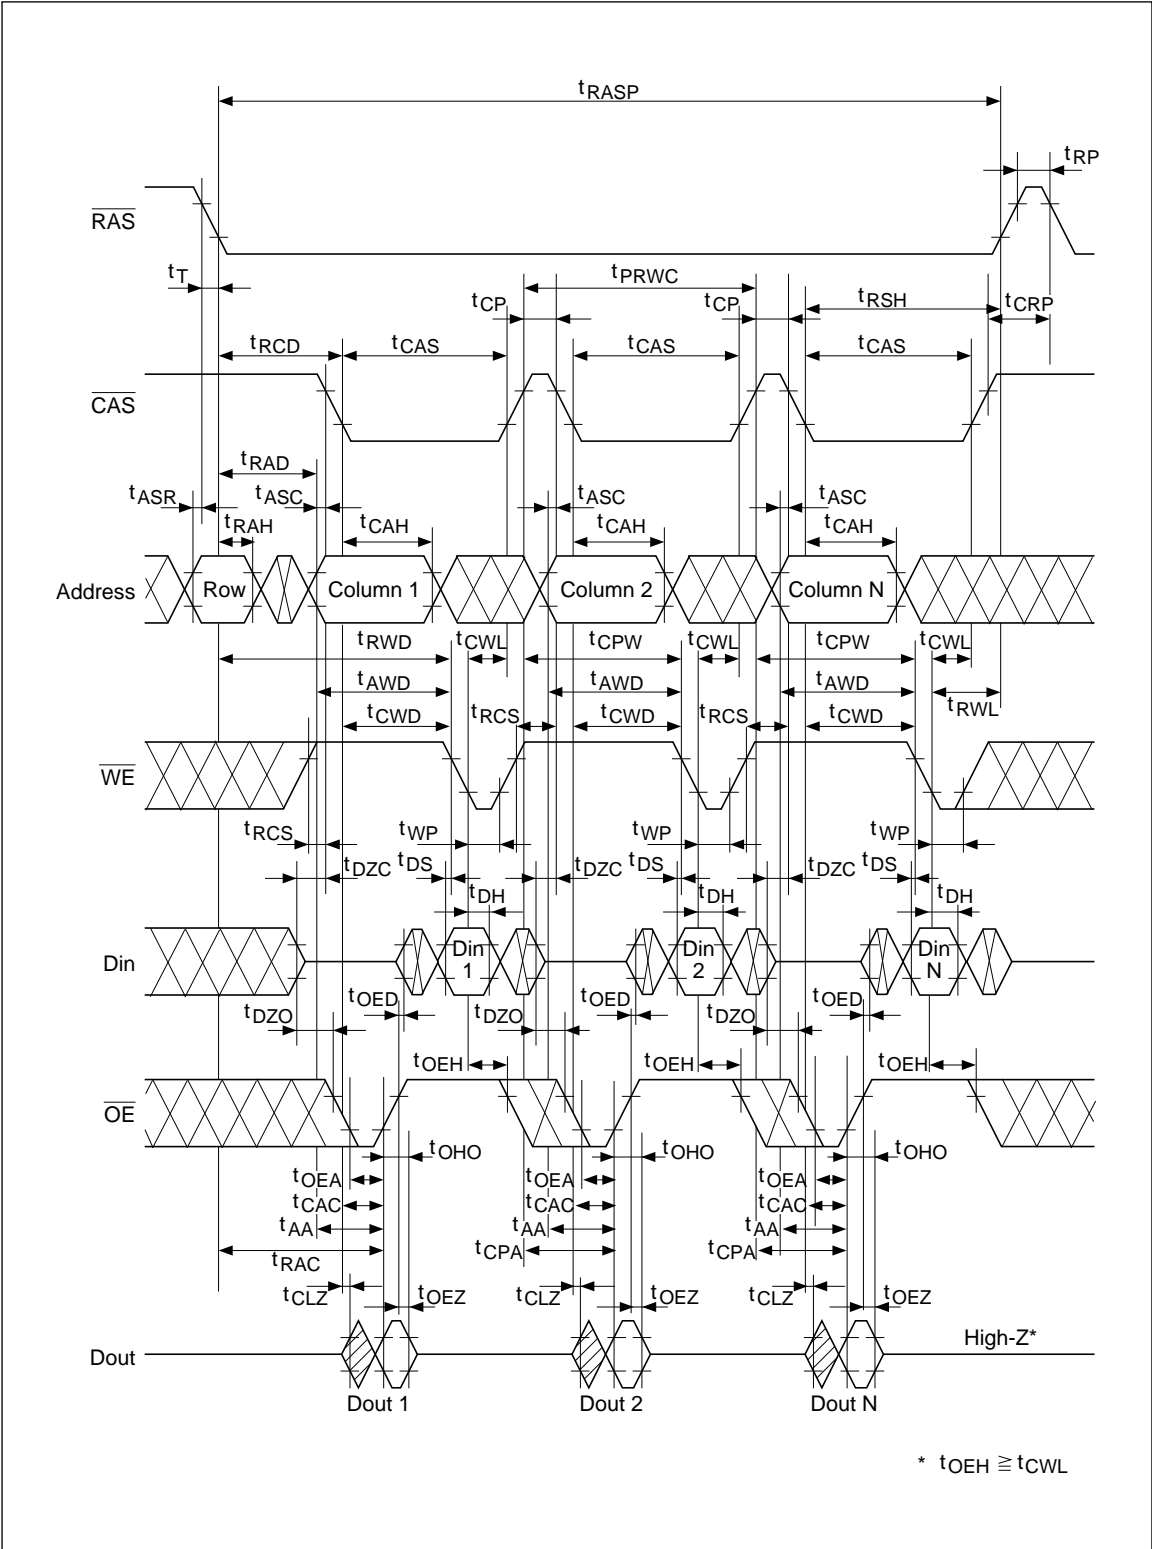 tRASP
tRP
RAS
tT
tPRWC
tCP
tCP
tRSH
tCRP
tRCD
tCAS
tCAS
tCAS
CAS
tRAD
tASR
tASC
tASC
tASC
tRAH
tCAH
tCAH
tCAH
Address
Row
Column 1
Column 2
Column N
tRWD
tCWL
tCPW
tCWL
tCPW
tCWL
tAWD
tAWD
tAWD
tRCS
tRCS
tRWL
tCWD
tCWD
tCWD
WE
tRCS
tWP
tWP
tWP
tDZC
tDS
tDZC
tDS
tDZC
tDS
tDH
tDH
tDH
Din
Din 1
Din 2
Din N
tOED
tOED
tOED
tDZO
tDZO
tDZO
tOEH
tOEH
tOEH
OE
tOHO
tOHO
tOHO
tOEA
tOEA
tOEA
tCAC
tCAC
tCAC
tAA
tAA
tAA
tRAC
tCPA
tCPA
tCLZ
tOEZ
tCLZ
tOEZ
tCLZ
tOEZ
High-Z*
Dout
Dout 1
Dout 2
Dout N
* tOEH ≧ tCWL